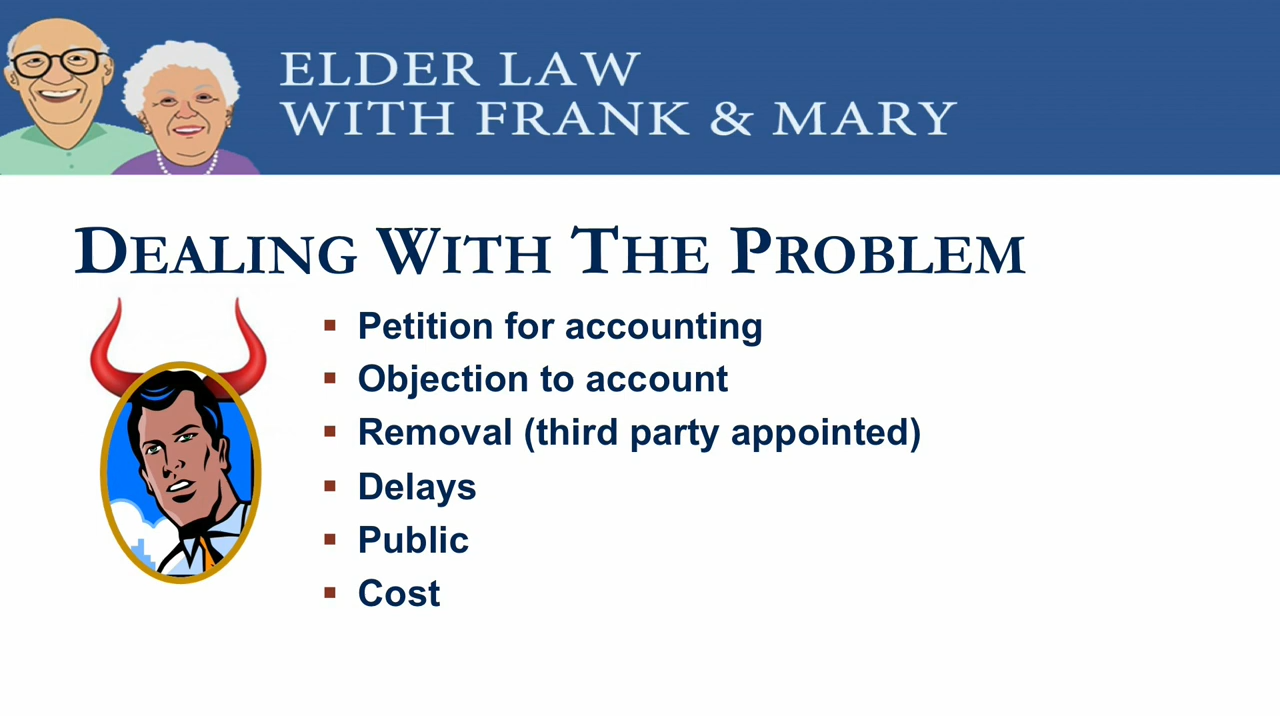 ELDER LAW
WITH FRANK & MARY
DEALING WITH THE PROBLEM
Petition for accounting
Objection to account
Removal (third party appointed)
Delays
Public
Cost